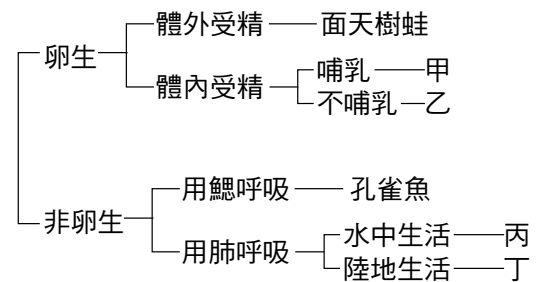 體外受精 面天樹蛙
卵生
哺乳 甲
體內受精
不哺乳 乙
用鰓呼吸 孔雀魚
非卵生
水中生活 丙
用肺呼吸
陸地生活 丁